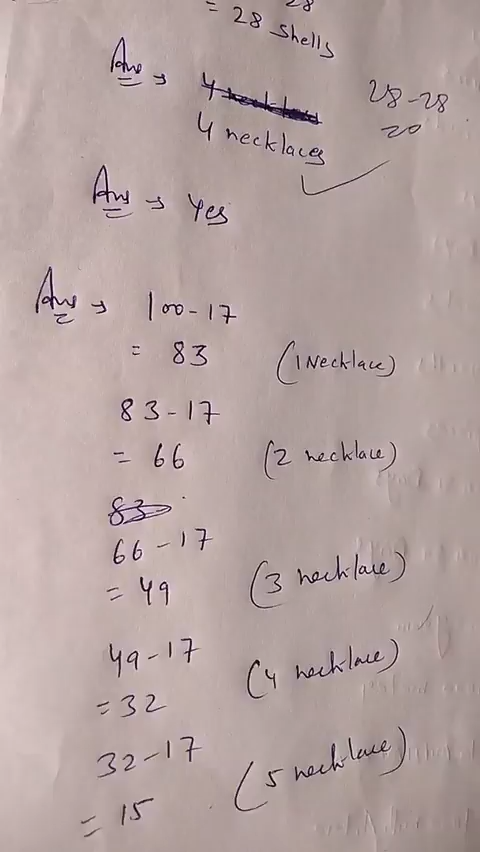 28
= 28 Shells
Ans → 4
4 necklaces
28-28
20
Ans → Yes
Ans → 100-17
= 83 (1 Necklace)
83-17
= 66 (2 necklace)
83
66-17
= 49 (3 necklace)
49-17
= 32 (4 necklace)
32-17
= 15 (5 necklace)